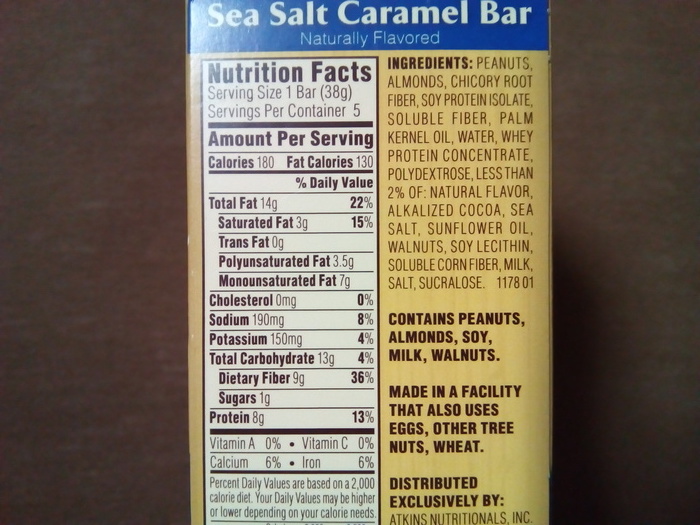 Sea Salt Caramel Bar
Naturally Flavored
Nutrition Facts
Serving Size 1 Bar (38g)
Servings Per Container 5
Amount Per Serving
Calories 180 Fat Calories 130
% Daily Value
Total Fat 14g 22%
Saturated Fat 3g 15%
Trans Fat 0g
Polyunsaturated Fat 3.5g
Monounsaturated Fat 7g
Cholesterol 0mg 0%
Sodium 190mg 8%
Potassium 150mg 4%
Total Carbohydrate 13g 4%
Dietary Fiber 9g 36%
Sugars 1g
Protein 8g 13%
Vitamin A 0% • Vitamin C 0%
Calcium 6% • Iron 6%
Percent Daily Values are based on a 2,000
calorie diet. Your Daily Values may be higher
or lower depending on your calorie needs.
INGREDIENTS: PEANUTS,
ALMONDS, CHICORY ROOT
FIBER, SOY PROTEIN ISOLATE,
SOLUBLE FIBER, PALM
KERNEL OIL, WATER, WHEY
PROTEIN CONCENTRATE,
POLYDEXTROSE, LESS THAN
2% OF: NATURAL FLAVOR,
ALKALIZED COCOA, SEA
SALT, SUNFLOWER OIL,
WALNUTS, SOY LECITHIN,
SOLUBLE CORN FIBER, MILK,
SALT, SUCRALOSE. 1178 01
CONTAINS PEANUTS,
ALMONDS, SOY,
MILK, WALNUTS.
MADE IN A FACILITY
THAT ALSO USES
EGGS, OTHER TREE
NUTS, WHEAT.
DISTRIBUTED
EXCLUSIVELY BY:
ATKINS NUTRITIONALS, INC.